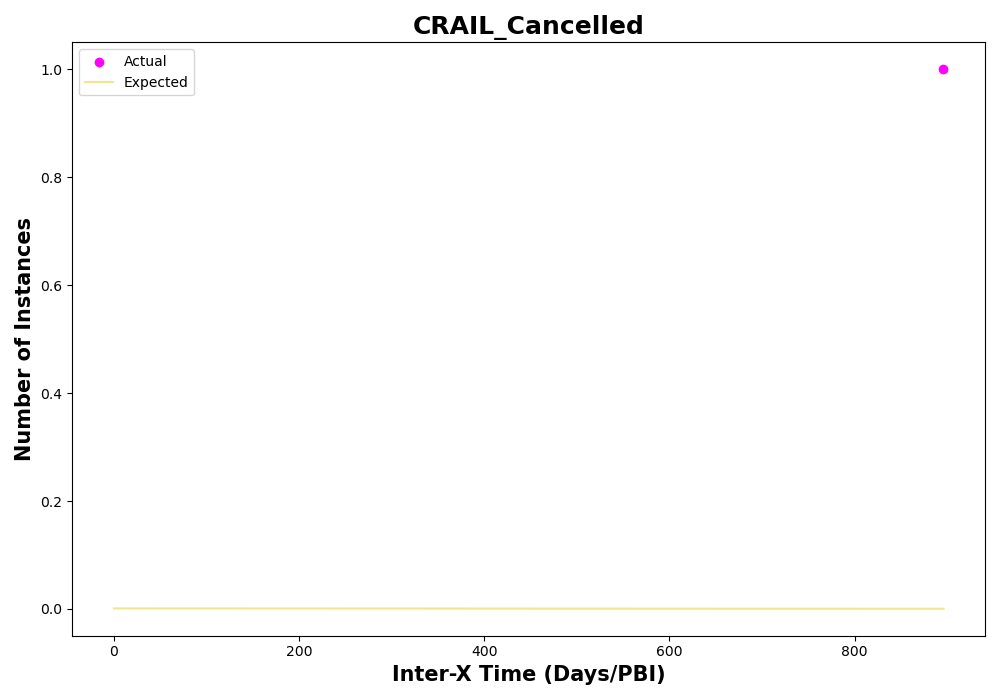 CRAIL_Cancelled
Actual
Expected
1.0
0.8
0.6
0.4
0.2
0.0
Number of Instances
0
200
400
600
800
Inter-X Time (Days/PBI)